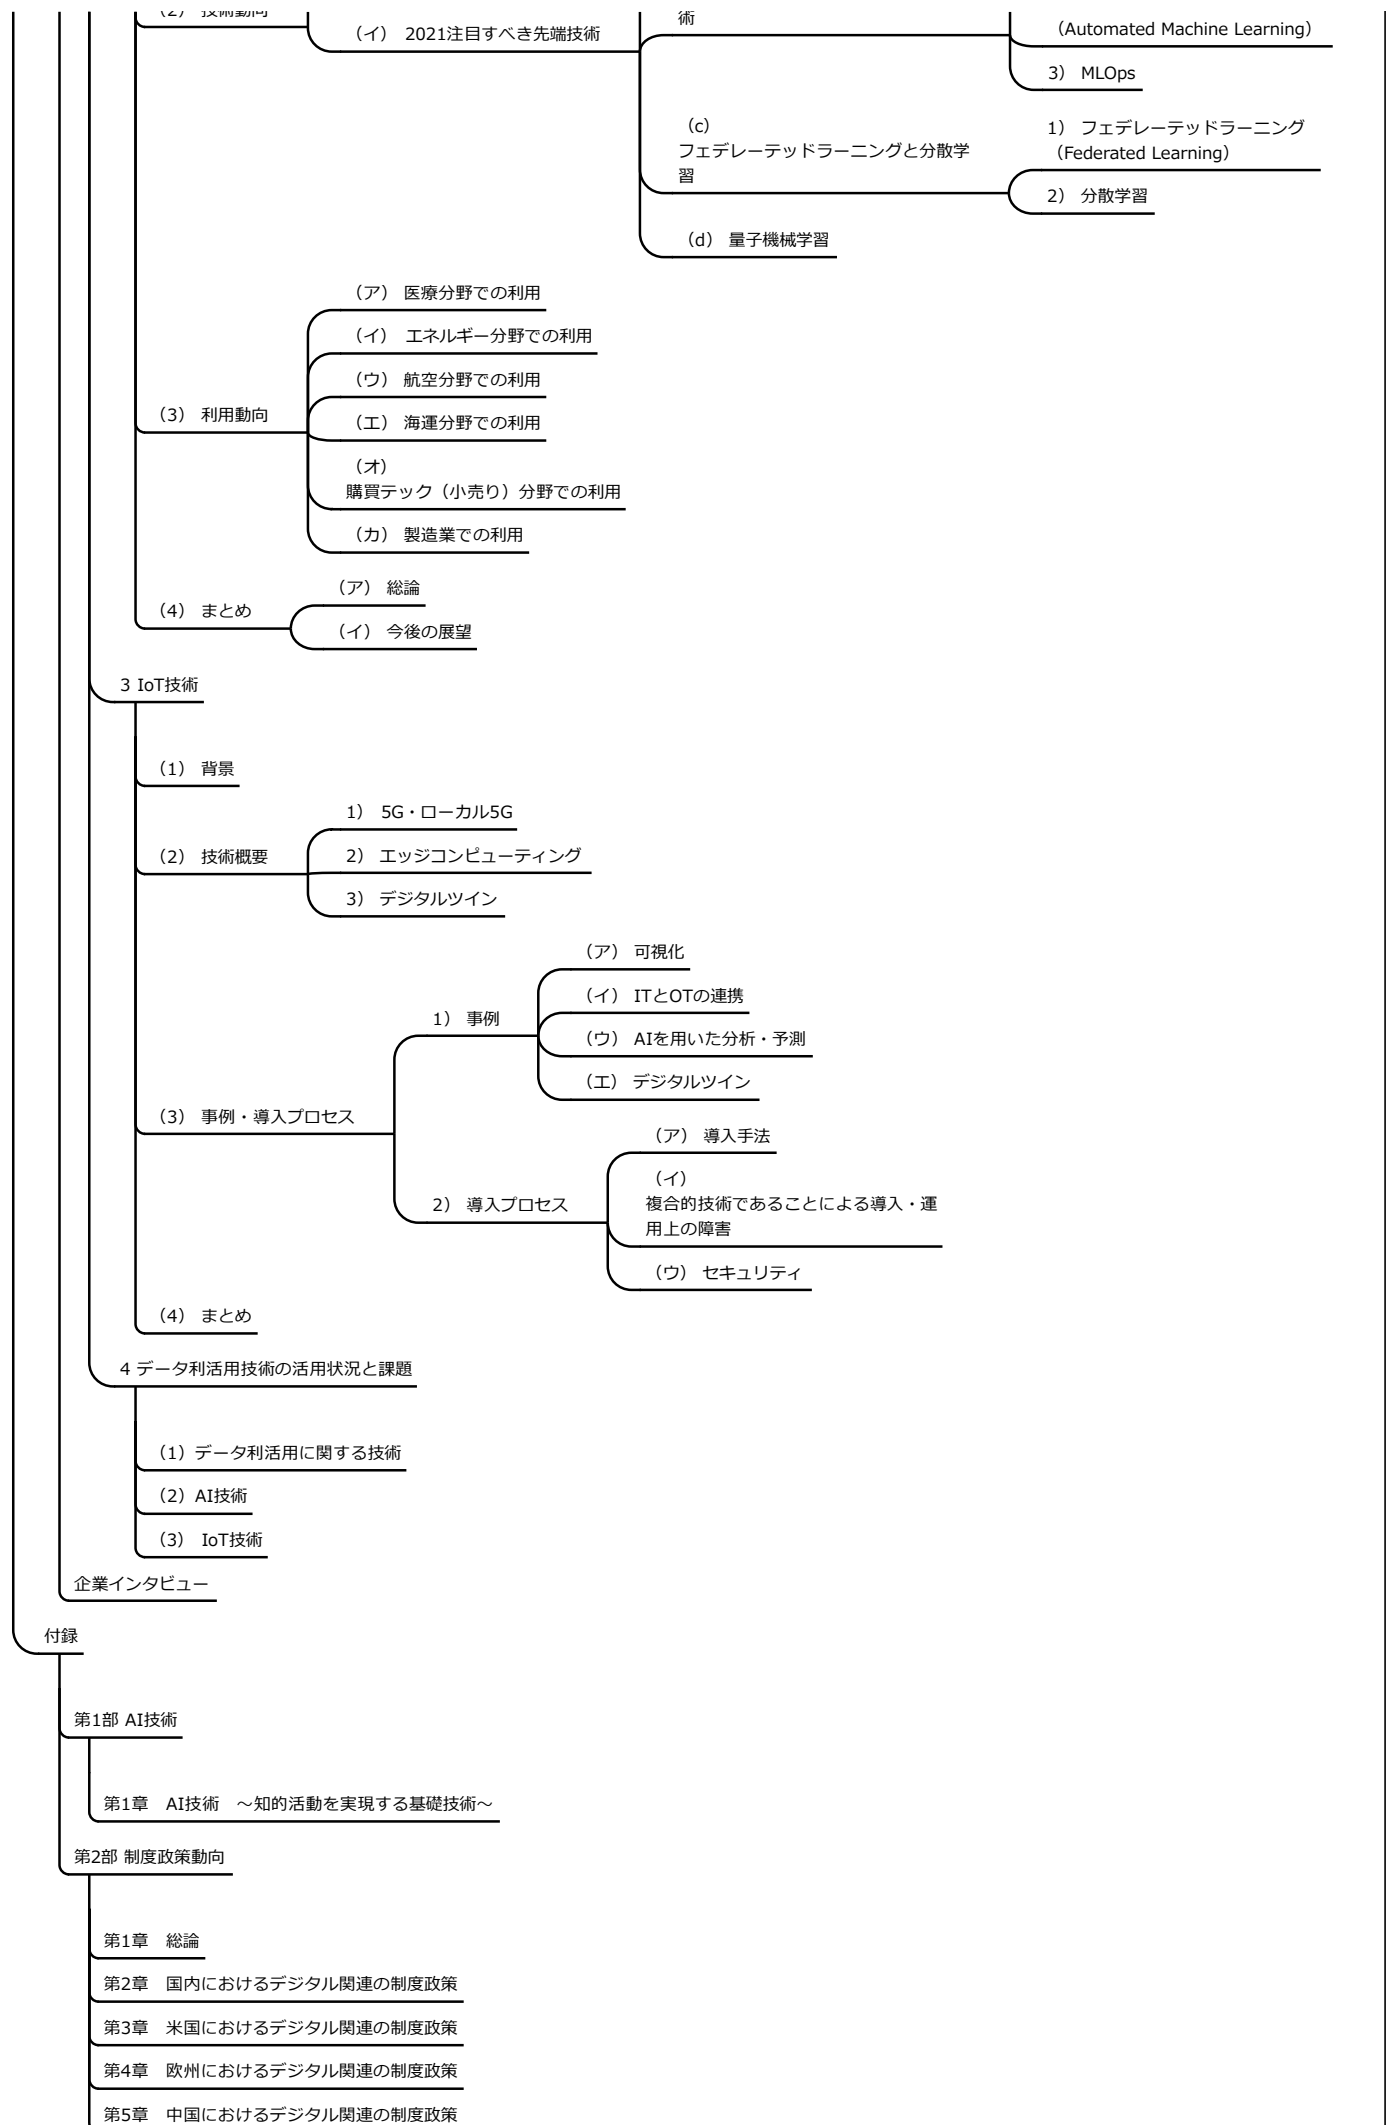 （2） 技術動向
（イ） 2021注目すべき先端技術
術
（Automated Machine Learning）
3） MLOps
（c）
フェデレーテッドラーニングと分散学
習
1） フェデレーテッドラーニング
（Federated Learning）
2） 分散学習
（d） 量子機械学習
（3） 利用動向
（ア） 医療分野での利用
（イ） エネルギー分野での利用
（ウ） 航空分野での利用
（エ） 海運分野での利用
（オ）
購買テック（小売り）分野での利用
（カ） 製造業での利用
（4） まとめ
（ア） 総論
（イ） 今後の展望
3 IoT技術
（1） 背景
（2） 技術概要
1） 5G・ローカル5G
2） エッジコンピューティング
3） デジタルツイン
（3） 事例・導入プロセス
1） 事例
（ア） 可視化
（イ） ITとOTの連携
（ウ） AIを用いた分析・予測
（エ） デジタルツイン
2） 導入プロセス
（ア） 導入手法
（イ）
複合的技術であることによる導入・運
用上の障害
（ウ） セキュリティ
（4） まとめ
4 データ利活用技術の活用状況と課題
（1）データ利活用に関する技術
（2）AI技術
（3） IoT技術
企業インタビュー
付録
第1部 AI技術
第1章　AI技術　～知的活動を実現する基礎技術～
第2部 制度政策動向
第1章　総論
第2章　国内におけるデジタル関連の制度政策
第3章　米国におけるデジタル関連の制度政策
第4章　欧州におけるデジタル関連の制度政策
第5章　中国におけるデジタル関連の制度政策